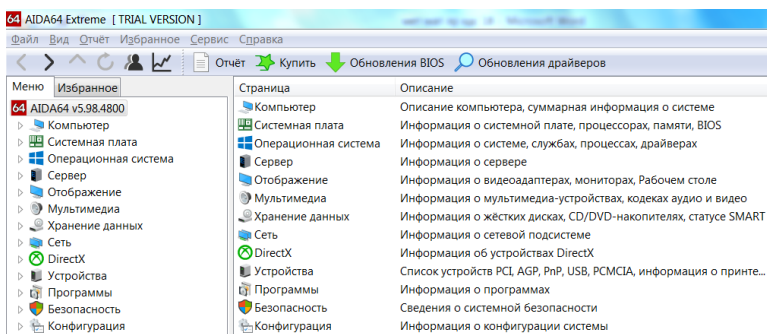 64 AIDA64 Extreme [ TRIAL VERSION ]
Файл Вид Отчёт Избранное Сервис Справка
Отчёт Купить Обновления BIOS Обновления драйверов
Меню Избранное
64 AIDA64 v5.98.4800
Компьютер
Системная плата
Операционная система
Сервер
Отображение
Мультимедиа
Хранение данных
Сеть
DirectX
Устройства
Программы
Безопасность
Конфигурация
Страница Описание
Компьютер Описание компьютера, суммарная информация о системе
Системная плата Информация о системной плате, процессорах, памяти, BIOS
Операционная система Информация о системе, службах, процессах, драйверах
Сервер Информация о сервере
Отображение Информация о видеоадаптерах, мониторах, Рабочем столе
Мультимедиа Информация о мультимедиа-устройствах, кодеках аудио и видео
Хранение данных Информация о жёстких дисках, CD/DVD-накопителях, статусе SMART
Сеть Информация о сетевой подсистеме
DirectX Информация об устройствах DirectX
Устройства Список устройств PCI, AGP, PnP, USB, PCMCIA, информация о принте...
Программы Информация о программах
Безопасность Сведения о системной безопасности
Конфигурация Информация о конфигурации системы